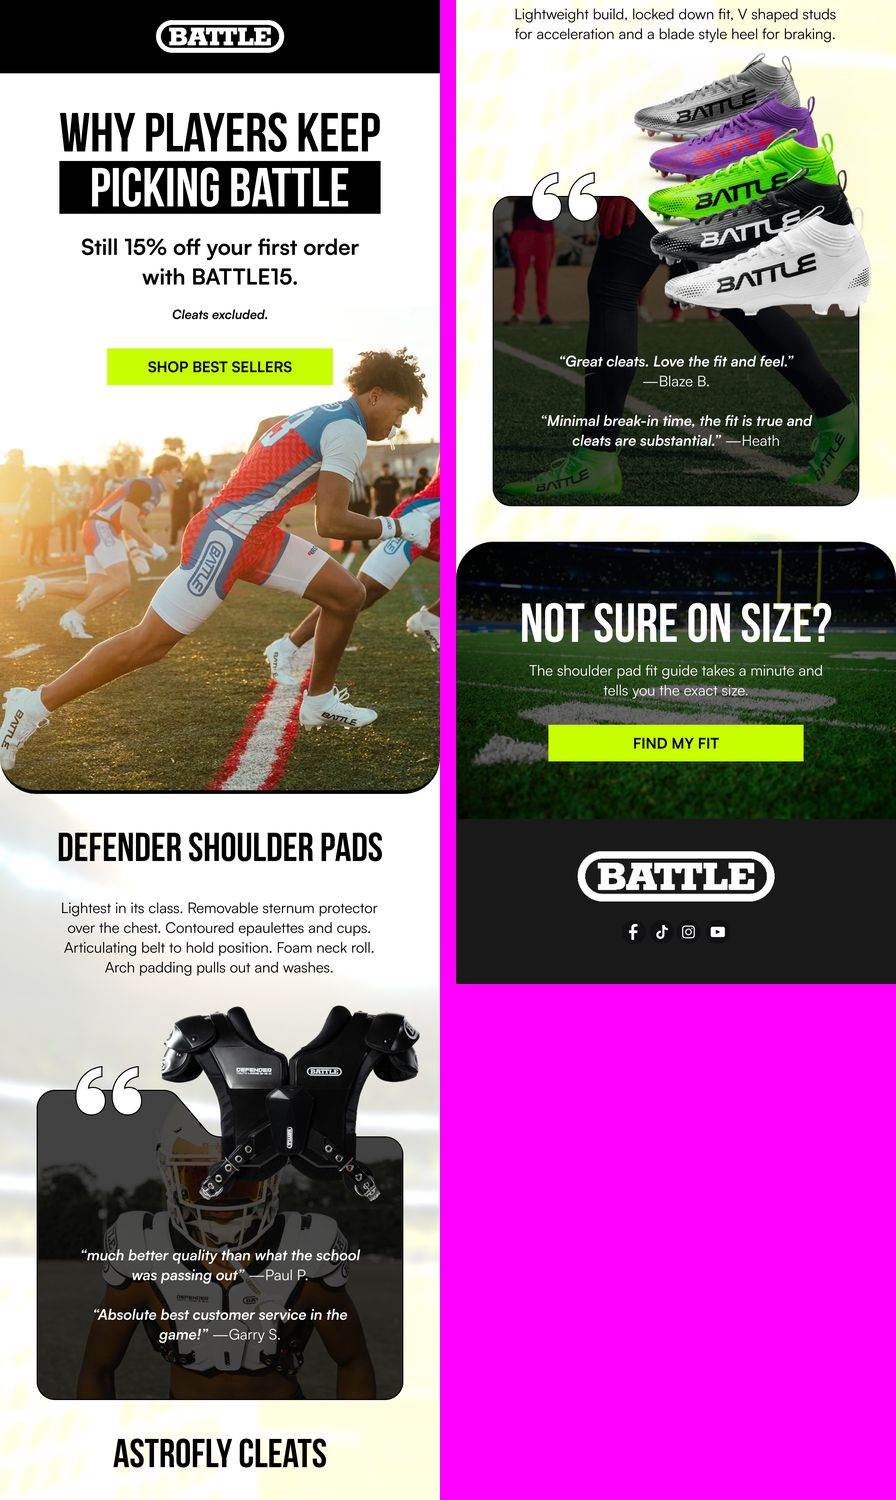 BATTLE
WHY PLAYERS KEEP
PICKING BATTLE
Still 15% off your first order
with BATTLE15.
Cleats excluded.
SHOP BEST SELLERS
BATTLE
BATTLE
BATTLE
BATTLE
DEFENDER SHOULDER PADS
Lightest in its class. Removable sternum protector
over the chest. Contoured epaulettes and cups.
Articulating belt to hold position. Foam neck roll.
Arch padding pulls out and washes.
DEFENDER
BATTLE
“much better quality than what the school
was passing out” —Paul P.
“Absolute best customer service in the
game!” —Garry S.
DEFENDER
ASTROFLY CLEATS
Lightweight build, locked down fit, V shaped studs
for acceleration and a blade style heel for braking.
BATTLE
BATTLE
BATTLE
BATTLE
BATTLE
“Great cleats. Love the fit and feel.”
—Blaze B.
“Minimal break-in time, the fit is true and
cleats are substantial.” —Heath
BATTLE
BATTLE
NOT SURE ON SIZE?
The shoulder pad fit guide takes a minute and
tells you the exact size.
FIND MY FIT
BATTLE